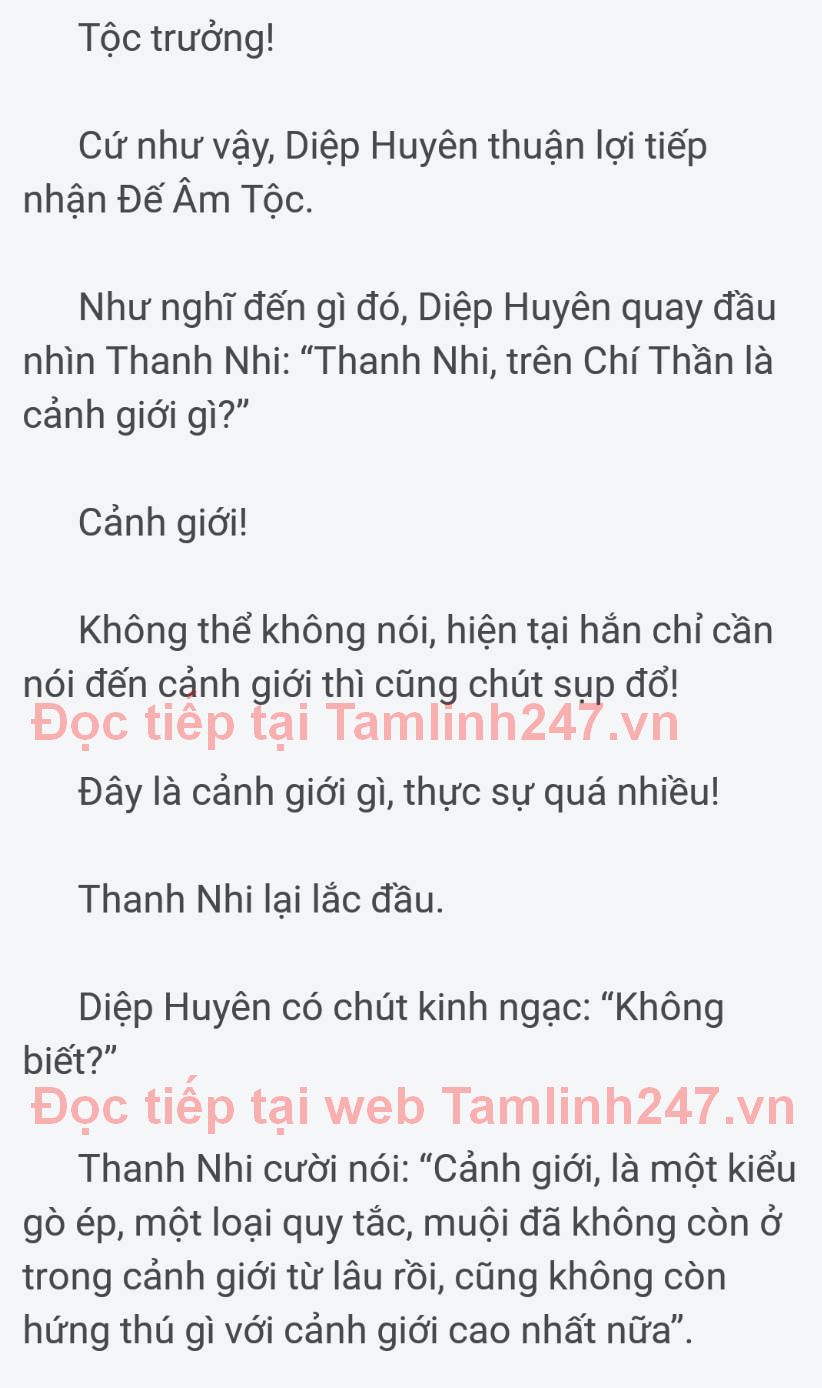 Tộc trưởng!
Cứ như vậy, Diệp Huyên thuận lợi tiếp
nhận Đế Âm Tộc.
Như nghĩ đến gì đó, Diệp Huyên quay đầu
nhìn Thanh Nhi: “Thanh Nhi, trên Chí Thần là
cảnh giới gì?”
Cảnh giới!
Không thể không nói, hiện tại hắn chỉ cần
nói đến cảnh giới thì cũng chút sụp đổ!
Đọc tiếp tại Tamlinh247.vn
Đây là cảnh giới gì, thực sự quá nhiều!
Thanh Nhi lại lắc đầu.
Diệp Huyên có chút kinh ngạc: “Không
biết?”
Đọc tiếp tại web Tamlinh247.vn
Thanh Nhi cười nói: “Cảnh giới, là một kiểu
gò ép, một loại quy tắc, muội đã không còn ở
trong cảnh giới từ lâu rồi, cũng không còn
hứng thú gì với cảnh giới cao nhất nữa”.